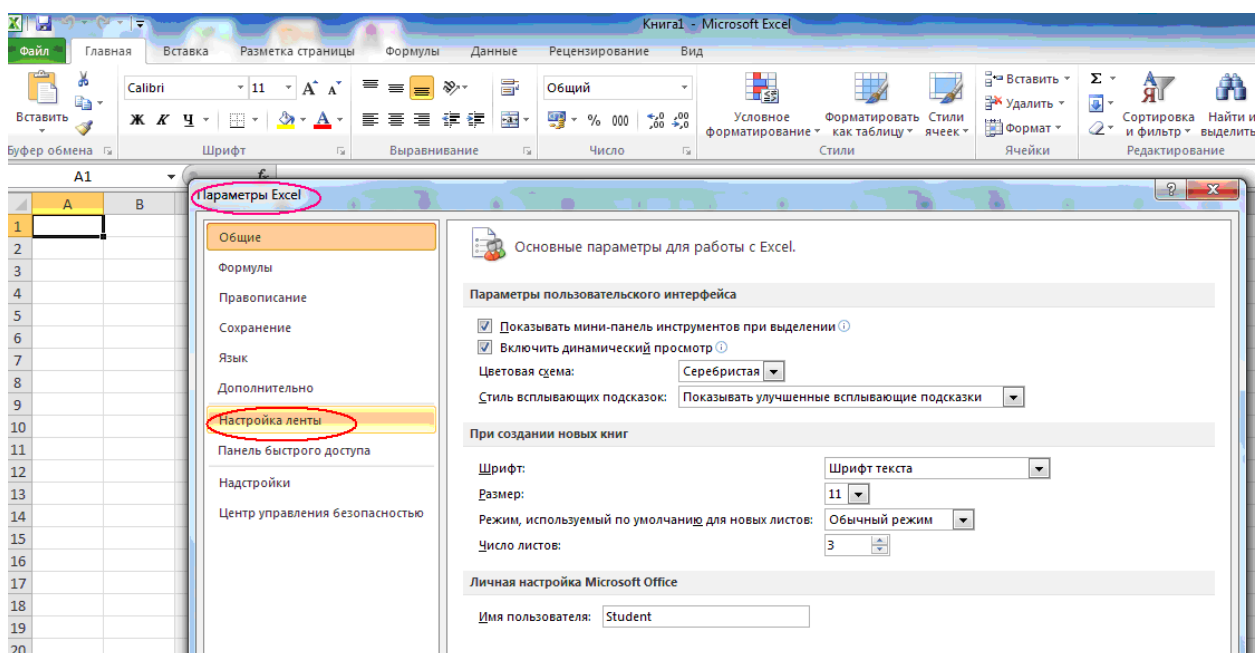 Книга1 - Microsoft Excel
Файл Главная Вставка Разметка страницы Формулы Данные Рецензирование Вид
Calibri 11 A A Общий Вставить Σ
Удалить
Вставить Ж К Ч А % 000 Условное форматирование Форматировать как таблицу Стили ячеек Формат Сортировка и фильтр Найти и выделить
Буфер обмена Шрифт Выравнивание Число Стили Ячейки Редактирование
A1
Параметры Excel
A B
1
2
3
4
5
6
7
8
9
10
11
12
13
14
15
16
17
18
19
20
Общие
Формулы
Правописание
Сохранение
Язык
Дополнительно
Настройка ленты
Панель быстрого доступа
Надстройки
Центр управления безопасностью
Основные параметры для работы с Excel.
Параметры пользовательского интерфейса
Показывать мини-панель инструментов при выделении
Включить динамический просмотр
Цветовая схема: Серебристая
Стиль всплывающих подсказок: Показывать улучшенные всплывающие подсказки
При создании новых книг
Шрифт: Шрифт текста
Размер: 11
Режим, используемый по умолчанию для новых листов: Обычный режим
Число листов: 3
Личная настройка Microsoft Office
Имя пользователя: Student